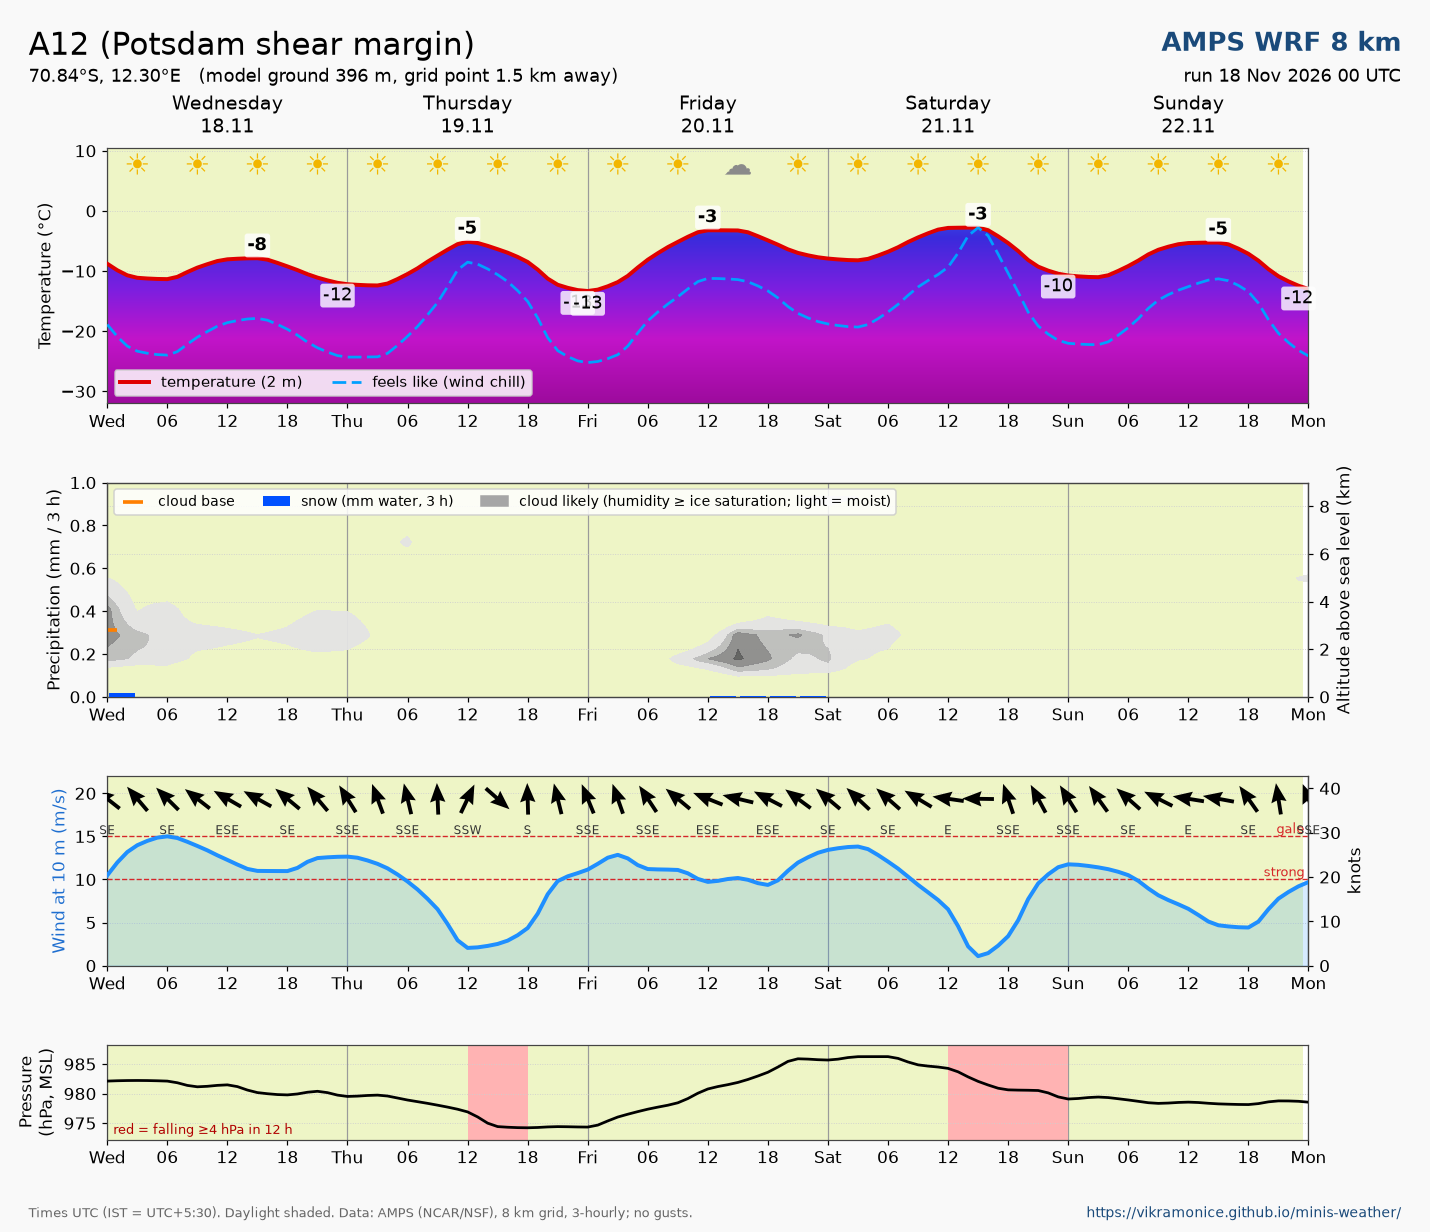 A12 (Potsdam shear margin)
AMPS WRF 8 km
70.84°S, 12.30°E (model ground 396 m, grid point 1.5 km away)
run 18 Nov 2026 00 UTC
Wednesday Thursday Friday Saturday Sunday
18.11 19.11 20.11 21.11 22.11
Temperature (°C)
10
0
−10
−20
−30
-8 -12 -5 -13 -3 -3 -10 -5 -12
temperature (2 m) feels like (wind chill)
Wed 06 12 18 Thu 06 12 18 Fri 06 12 18 Sat 06 12 18 Sun 06 12 18 Mon
Precipitation (mm / 3 h)
1.0
0.8
0.6
0.4
0.2
0.0
cloud base snow (mm water, 3 h) cloud likely (humidity ≥ ice saturation; light = moist)
8
6
4
2
0
Altitude above sea level (km)
Wed 06 12 18 Thu 06 12 18 Fri 06 12 18 Sat 06 12 18 Sun 06 12 18 Mon
Wind at 10 m (m/s)
20
15
10
5
0
SE SE ESE SE SSE SSE SSW S SSE SSE ESE ESE SE SE E SSE SSE SE E SE SSE
gale
strong
40
30
20
10
0
knots
Wed 06 12 18 Thu 06 12 18 Fri 06 12 18 Sat 06 12 18 Sun 06 12 18 Mon
Pressure
(hPa, MSL)
985
980
975
red = falling ≥4 hPa in 12 h
Wed 06 12 18 Thu 06 12 18 Fri 06 12 18 Sat 06 12 18 Sun 06 12 18 Mon
Times UTC (IST = UTC+5:30). Daylight shaded. Data: AMPS (NCAR/NSF), 8 km grid, 3-hourly; no gusts.
https://vikramonice.github.io/minis-weather/